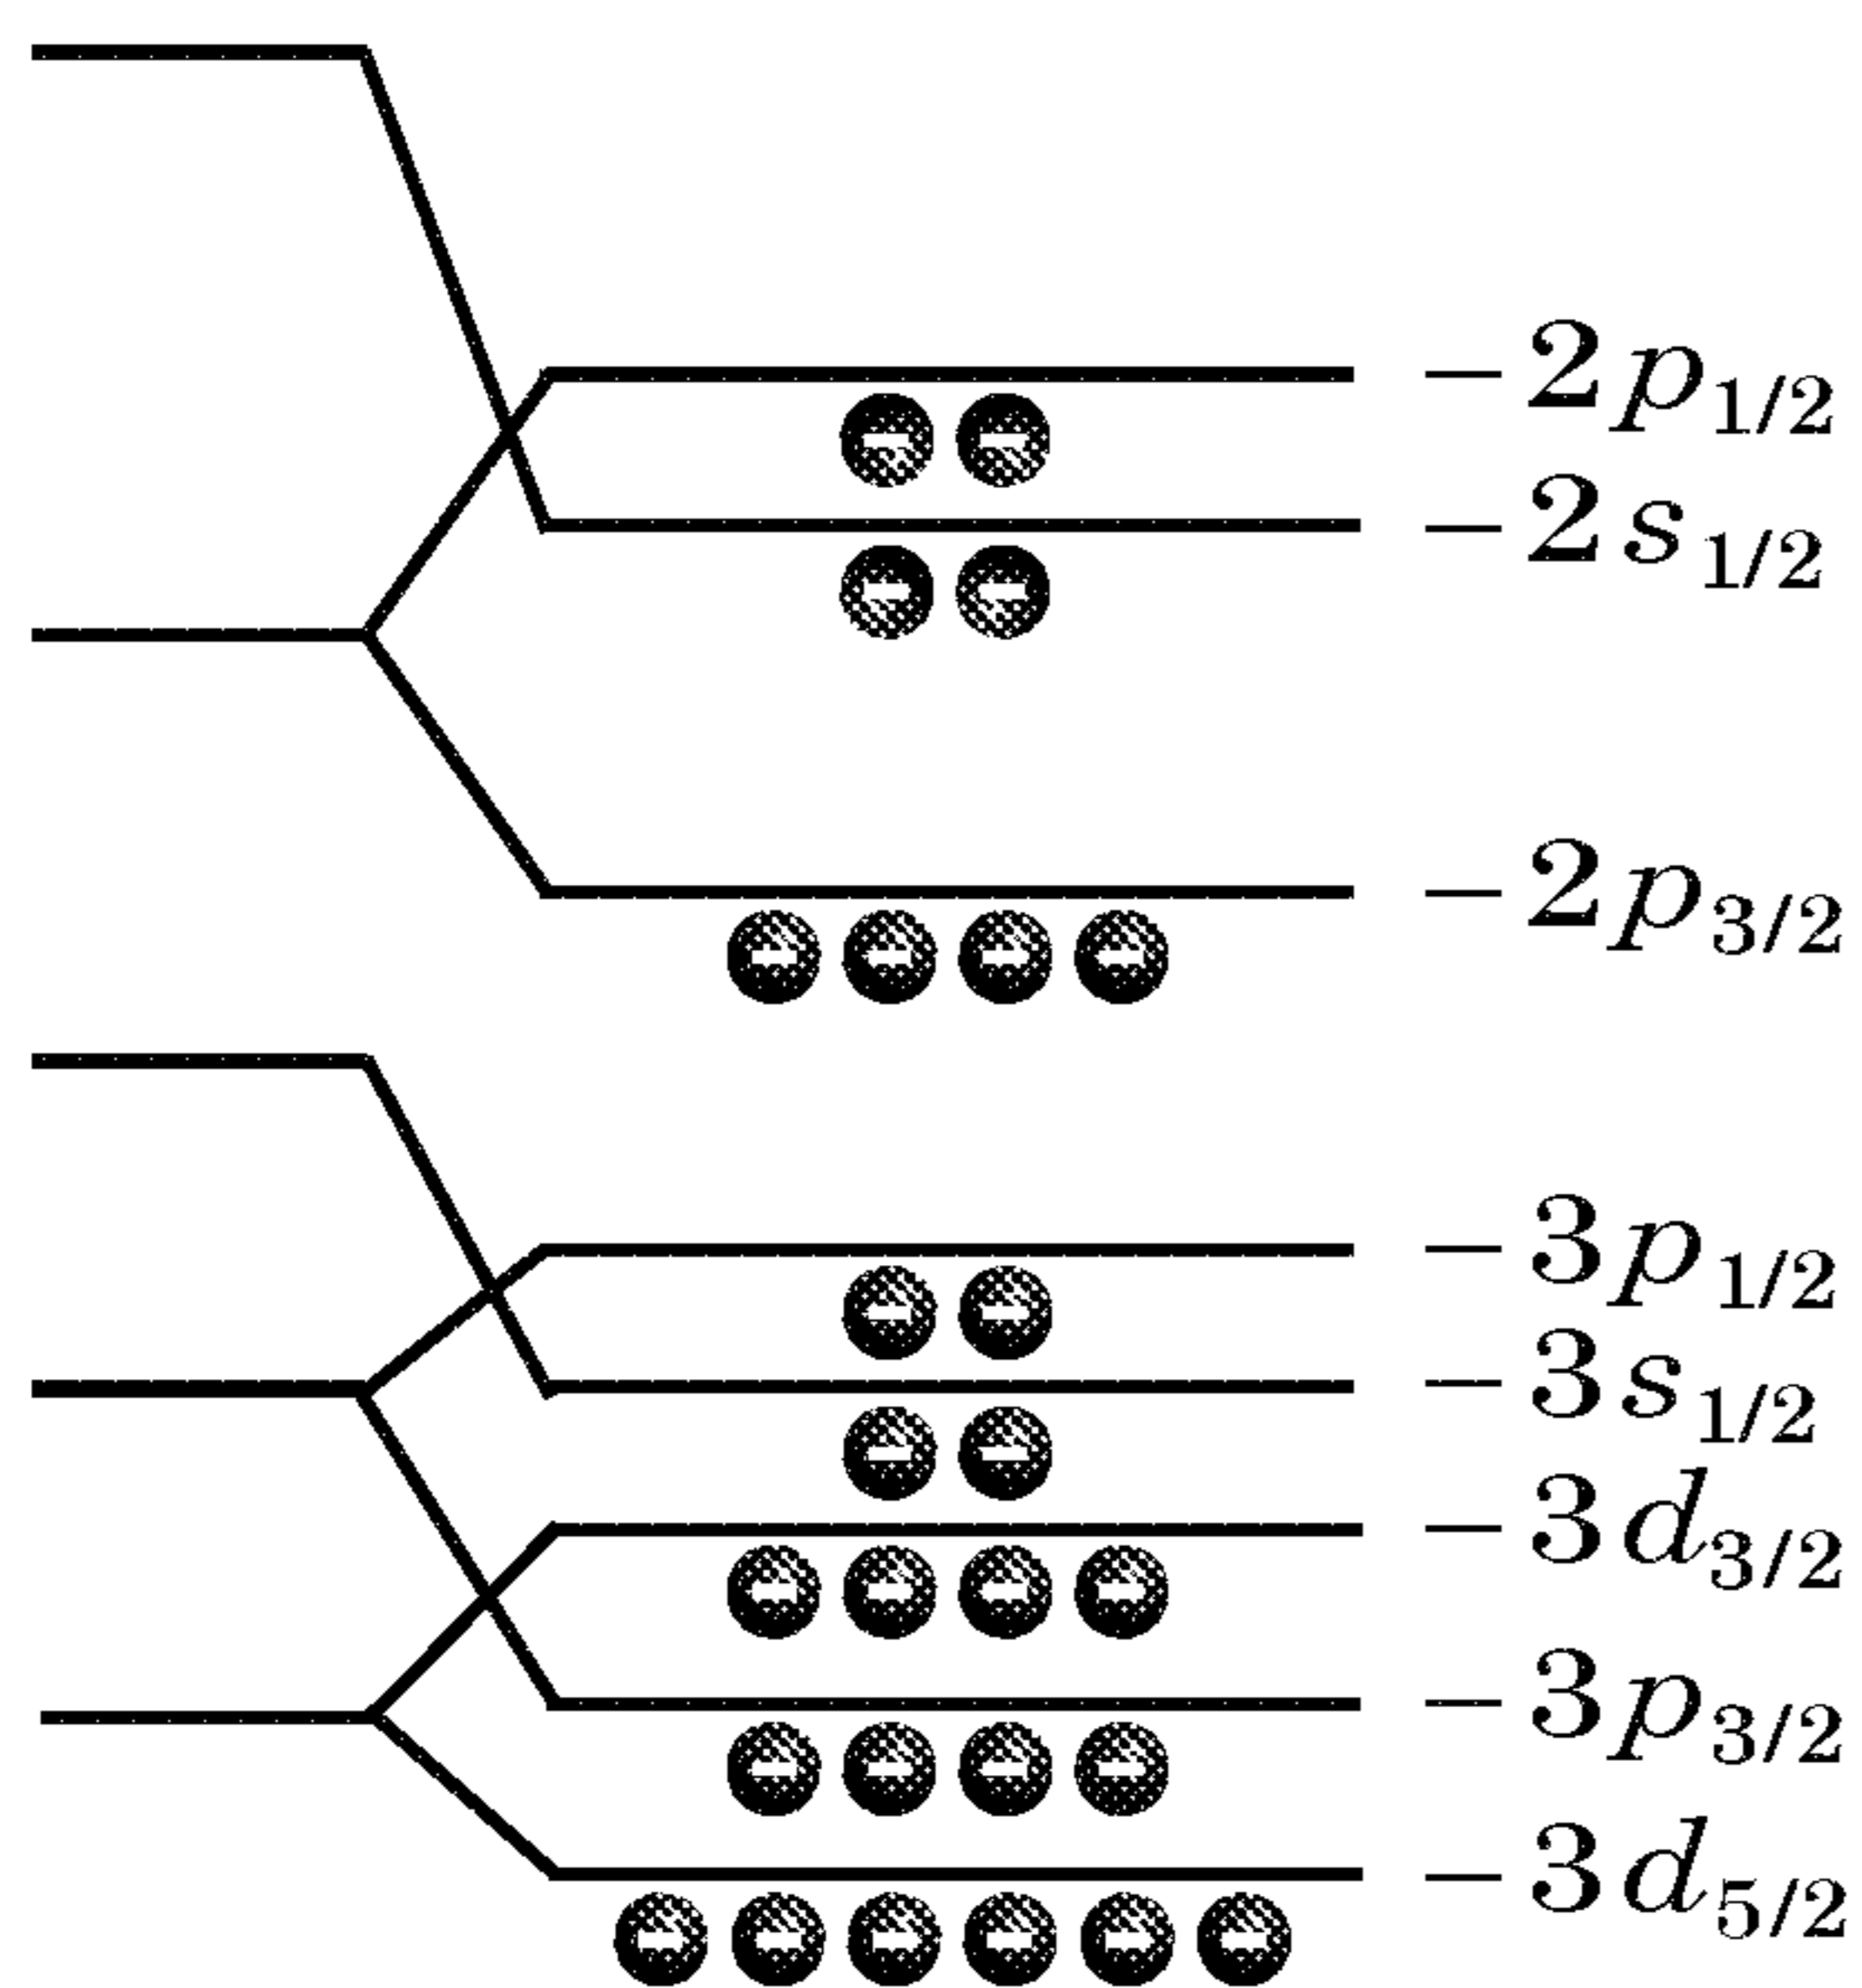 –2p₁/₂
–2s₁/₂
–2p₃/₂
–3p₁/₂
–3s₁/₂
–3d₃/₂
–3p₃/₂
–3d₅/₂